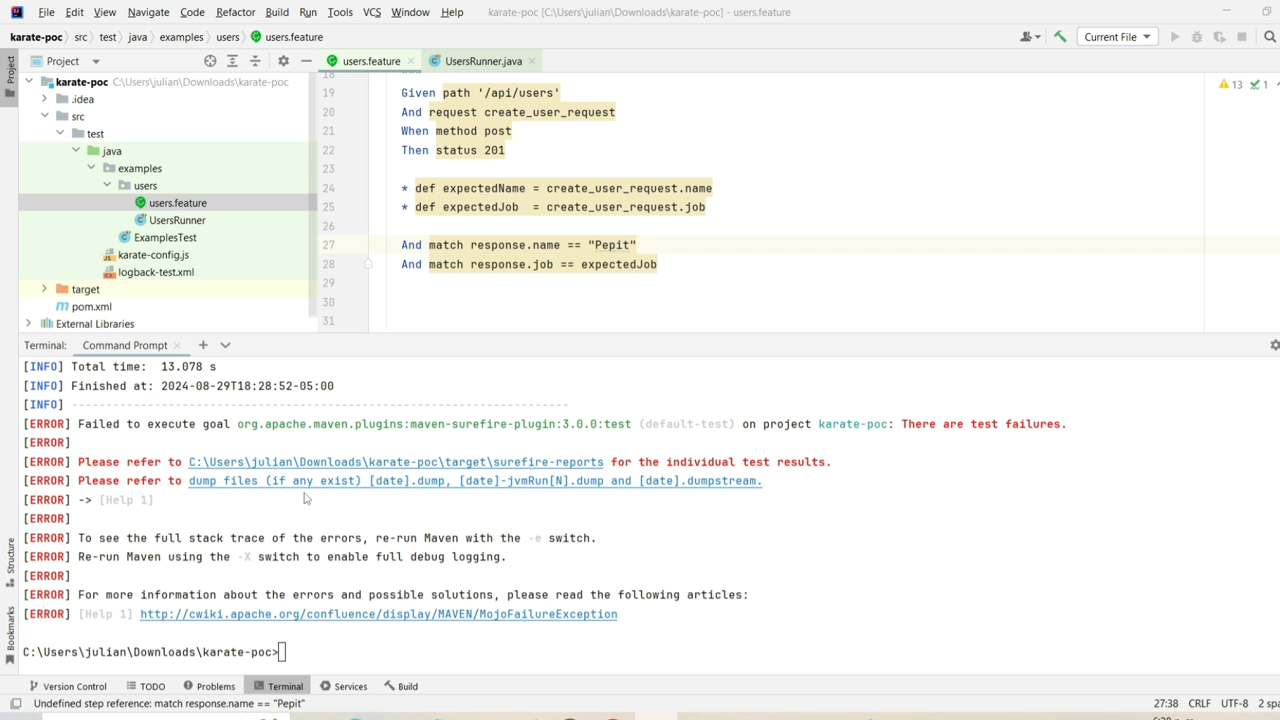 File Edit View Navigate Code Refactor Build Run Tools VCS Window Help karate-poc [C:\Users\julian\Downloads\karate-poc] - users.feature
karate-poc src test java examples users users.feature Current File
Project users.feature UsersRunner.java
Project
karate-poc C:\Users\julian\Downloads\karate-poc
.idea
src
test
java
examples
users
users.feature
UsersRunner
ExamplesTest
karate-config.js
logback-test.xml
target
pom.xml
External Libraries
18 """
19 Given path '/api/users'
20 And request create_user_request
21 When method post
22 Then status 201
23
24 * def expectedName = create_user_request.name
25 * def expectedJob  = create_user_request.job
26
27 And match response.name == "Pepit"
28 And match response.job == expectedJob
29
30
31
13 1
Terminal: Command Prompt
[INFO] Total time:  13.078 s
[INFO] Finished at: 2024-08-29T18:28:52-05:00
[INFO] ------------------------------------------------------------------------
[ERROR] Failed to execute goal org.apache.maven.plugins:maven-surefire-plugin:3.0.0:test (default-test) on project karate-poc: There are test failures.
[ERROR]
[ERROR] Please refer to C:\Users\julian\Downloads\karate-poc\target\surefire-reports for the individual test results.
[ERROR] Please refer to dump files (if any exist) [date].dump, [date]-jvmRun[N].dump and [date].dumpstream.
[ERROR] -> [Help 1]
[ERROR]
[ERROR] To see the full stack trace of the errors, re-run Maven with the -e switch.
[ERROR] Re-run Maven using the -X switch to enable full debug logging.
[ERROR]
[ERROR] For more information about the errors and possible solutions, please read the following articles:
[ERROR] [Help 1] http://cwiki.apache.org/confluence/display/MAVEN/MojoFailureException
C:\Users\julian\Downloads\karate-poc>
Structure
Bookmarks
Version Control TODO Problems Terminal Services Build
Undefined step reference: match response.name == "Pepit" 27:38 CRLF UTF-8 2 spa